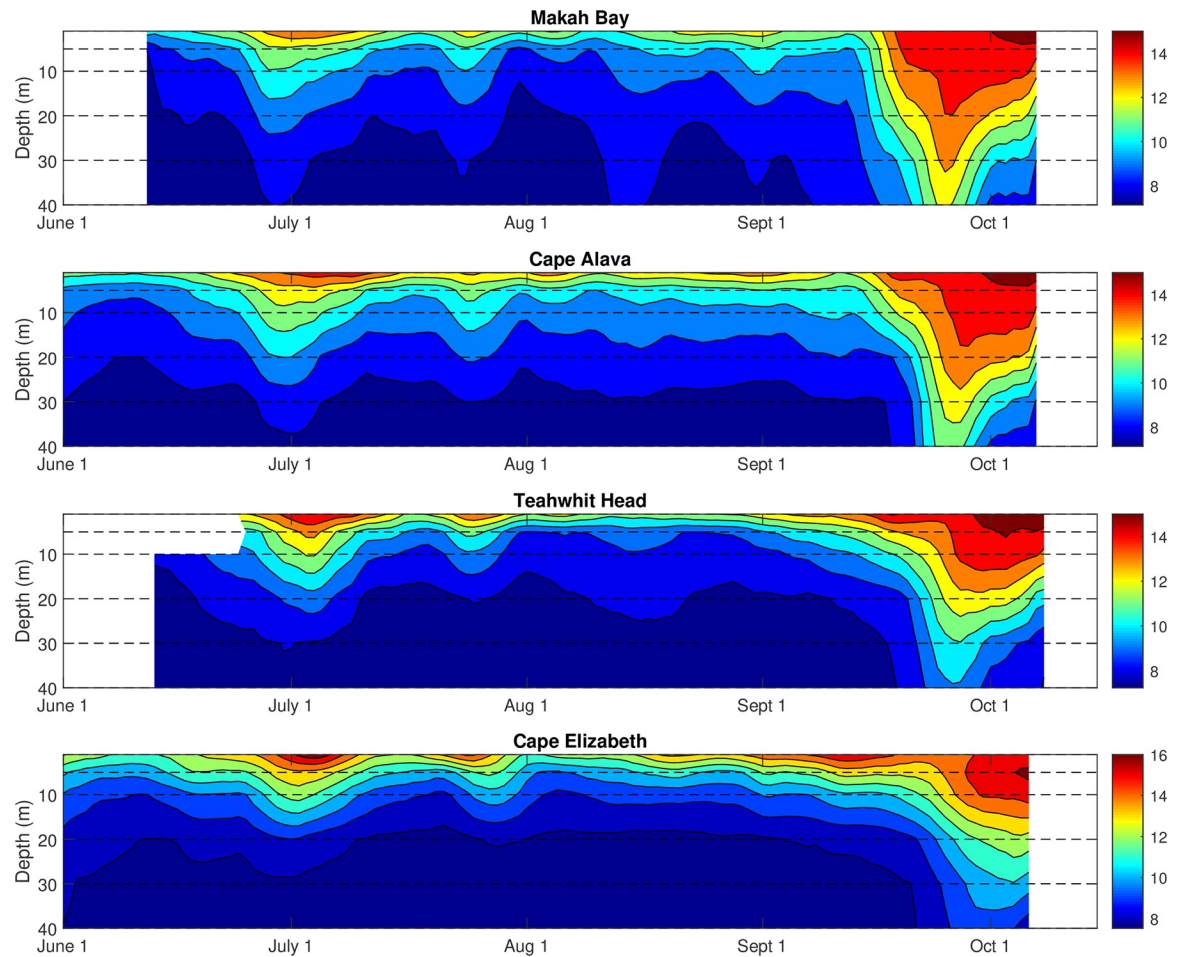 Makah Bay
Depth (m)
10
20
30
40
June 1
July 1
Aug 1
Sept 1
Oct 1
14
12
10
8
Cape Alava
Depth (m)
10
20
30
40
June 1
July 1
Aug 1
Sept 1
Oct 1
14
12
10
8
Teahwhit Head
Depth (m)
10
20
30
40
June 1
July 1
Aug 1
Sept 1
Oct 1
14
12
10
8
Cape Elizabeth
Depth (m)
10
20
30
40
June 1
July 1
Aug 1
Sept 1
Oct 1
16
14
12
10
8